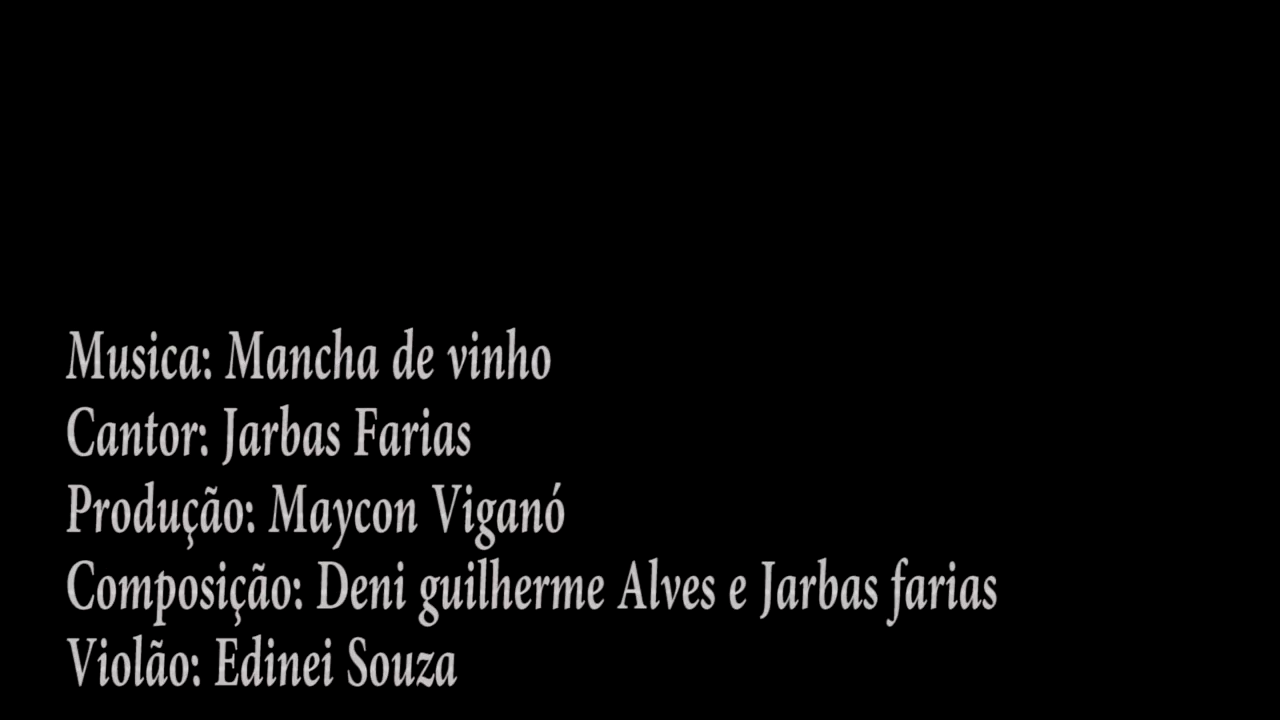 Musica: Mancha de vinho
Cantor: Jarbas Farias
Produção: Maycon Viganó
Composição: Deni guilherme Alves e Jarbas farias
Violão: Edinei Souza